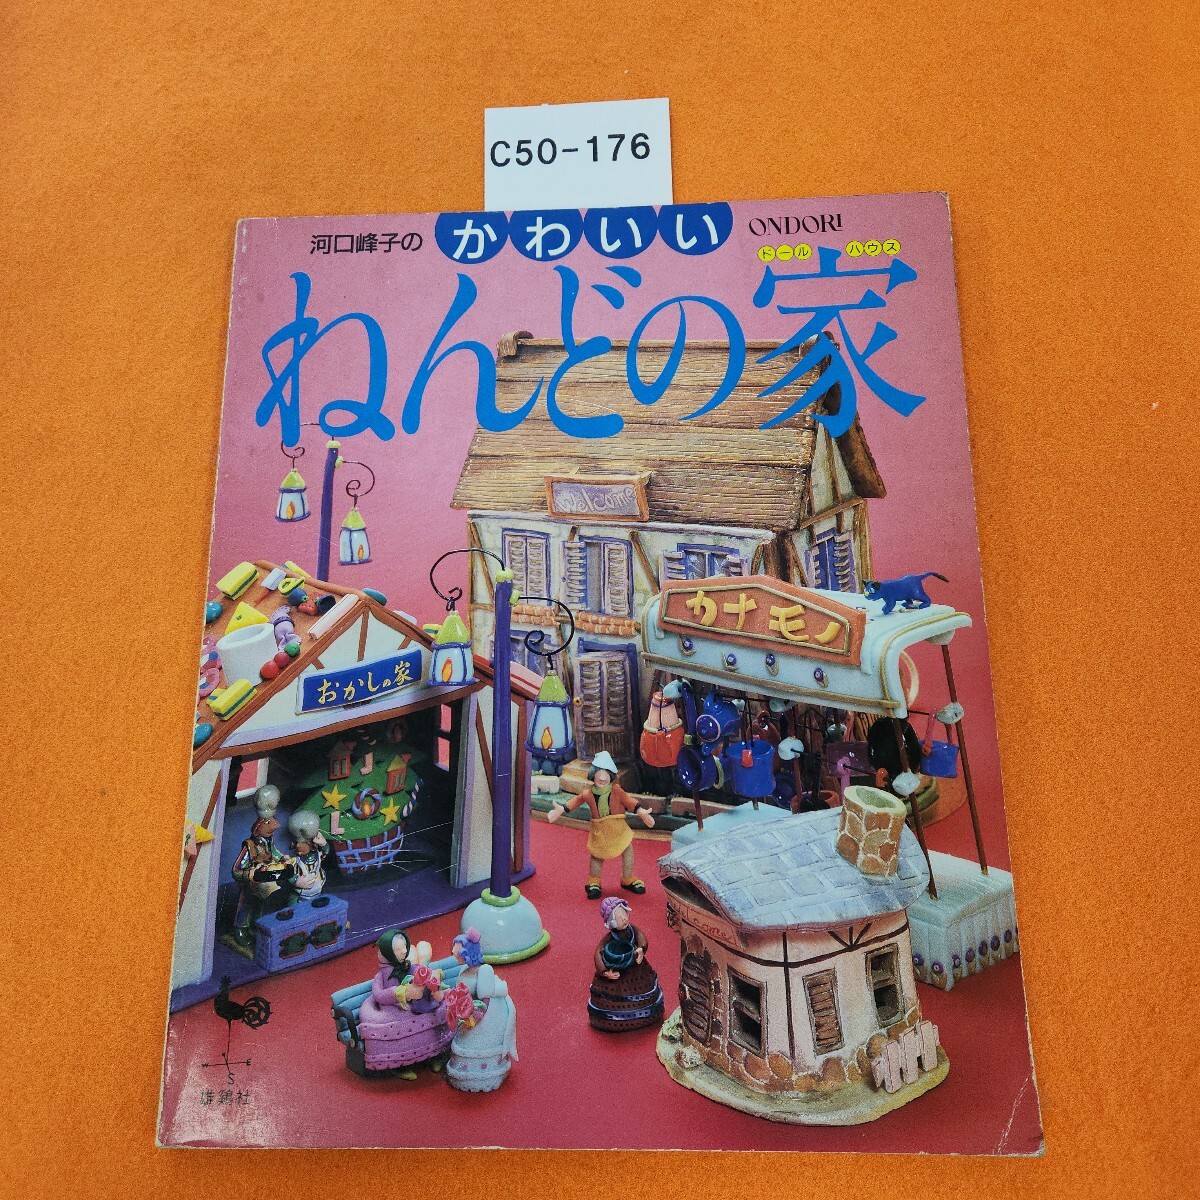 C50-176
河口峰子の かわいい ONDORI
ドールハウス
ねんどの家
Welcome
カナモノ
おかしの家
J
L
S
雄鶏社